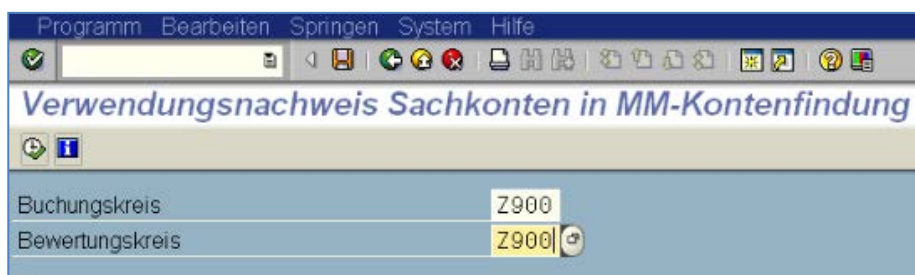 Programm Bearbeiten Springen System Hilfe
Verwendungsnachweis Sachkonten in MM-Kontenfindung
Buchungskreis Z900
Bewertungskreis Z900